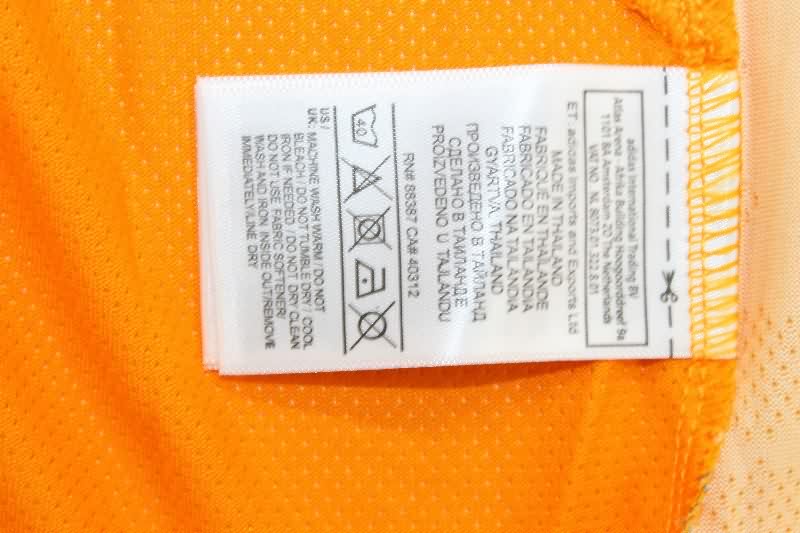 adidas International Trading BV
Atlas Arena - Afrika Building Hoogoorddreef 9a
1101 BA Amsterdam ZO The Netherlands
VAT NO. NL 8073.01.322.B.01
ET: adidas Imports and Exports Ltd
MADE IN THAILAND
FABRIQUÉ EN THAÏLANDE
FABRICADO EN TAILANDIA
FABRICADO NA TAILÂNDIA
GYÁRTVA: THAILAND
ПРОИЗВЕДЕНО В ТАЙЛАНД
СДЕЛАНО В ТАИЛАНДЕ
PROIZVEDENO U TAJLANDU
RN# 88387 CA# 40312
40
US /
UK: MACHINE WASH WARM / DO NOT
BLEACH / DO NOT TUMBLE DRY / COOL
IRON IF NEEDED / DO NOT DRY CLEAN
DO NOT USE FABRIC SOFTENER/
WASH AND IRON INSIDE OUT/REMOVE
IMMEDIATELY/LINE DRY